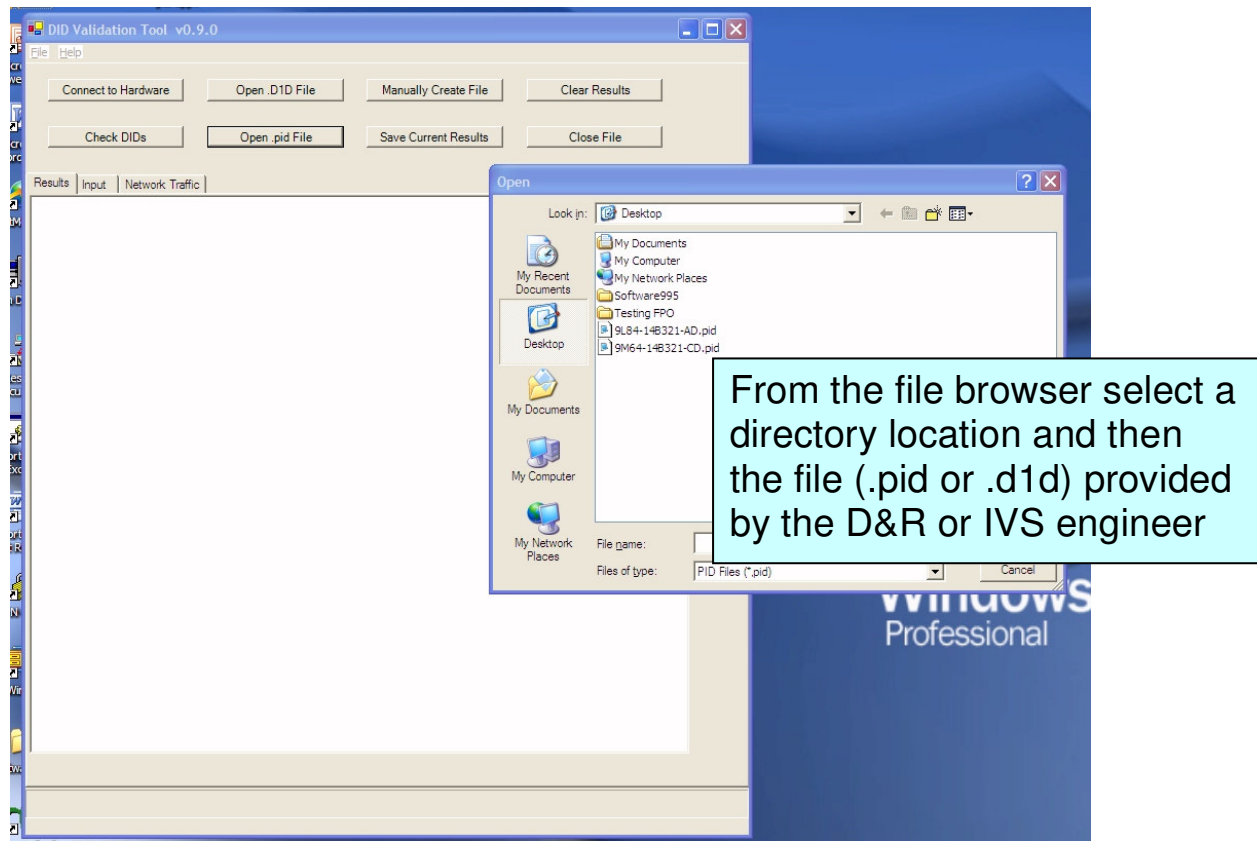 DID Validation Tool v0.9.0
File Help
Connect to Hardware Open .D1D File Manually Create File Clear Results
Check DIDs Open .pid File Save Current Results Close File
Results Input Network Traffic
Open
Look in: Desktop
My Recent Documents
Desktop
My Documents
My Computer
My Network Places
My Documents
My Computer
My Network Places
Software995
Testing FPO
9L84-14B321-AD.pid
9M64-14B321-CD.pid
File name:
Files of type: PID Files (*.pid) Cancel
From the file browser select a
directory location and then
the file (.pid or .d1d) provided
by the D&R or IVS engineer
Windows
Professional